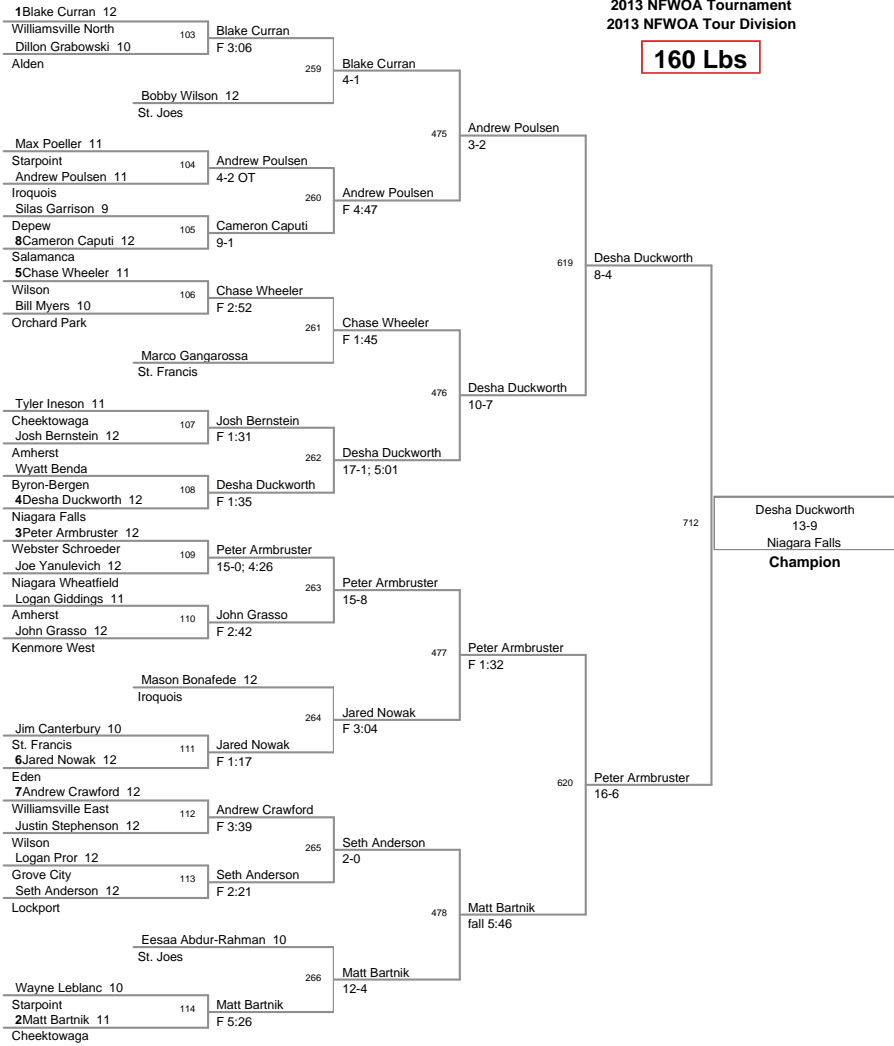 2013 NFWOA Tournament
2013 NFWOA Tour Division
160 Lbs
1Blake Curran 12
Williamsville North
Dillon Grabowski 10
Alden
103
Blake Curran
F 3:06
Bobby Wilson 12
St. Joes
259
Blake Curran
4-1
Max Poeller 11
Starpoint
Andrew Poulsen 11
Iroquois
104
Andrew Poulsen
4-2 OT
Silas Garrison 9
Depew
8Cameron Caputi 12
Salamanca
105
Cameron Caputi
9-1
260
Andrew Poulsen
F 4:47
475
Andrew Poulsen
3-2
5Chase Wheeler 11
Wilson
Bill Myers 10
Orchard Park
106
Chase Wheeler
F 2:52
Marco Gangarossa
St. Francis
261
Chase Wheeler
F 1:45
Tyler Ineson 11
Cheektowaga
Josh Bernstein 12
Amherst
107
Josh Bernstein
F 1:31
Wyatt Benda
Byron-Bergen
4Desha Duckworth 12
Niagara Falls
108
Desha Duckworth
F 1:35
262
Desha Duckworth
17-1; 5:01
476
Desha Duckworth
10-7
619
Desha Duckworth
8-4
3Peter Armbruster 12
Webster Schroeder
Joe Yanulevich 12
Niagara Wheatfield
109
Peter Armbruster
15-0; 4:26
Logan Giddings 11
Amherst
John Grasso 12
Kenmore West
110
John Grasso
F 2:42
263
Peter Armbruster
15-8
Mason Bonafede 12
Iroquois
Jim Canterbury 10
St. Francis
6Jared Nowak 12
Eden
111
Jared Nowak
F 1:17
264
Jared Nowak
F 3:04
477
Peter Armbruster
F 1:32
7Andrew Crawford 12
Williamsville East
Justin Stephenson 12
Wilson
112
Andrew Crawford
F 3:39
Logan Pror 12
Grove City
Seth Anderson 12
Lockport
113
Seth Anderson
F 2:21
265
Seth Anderson
2-0
Eesaa Abdur-Rahman 10
St. Joes
Wayne Leblanc 10
Starpoint
2Matt Bartnik 11
Cheektowaga
114
Matt Bartnik
F 5:26
266
Matt Bartnik
12-4
478
Matt Bartnik
fall 5:46
620
Peter Armbruster
16-6
712
Desha Duckworth
13-9
Niagara Falls
Champion